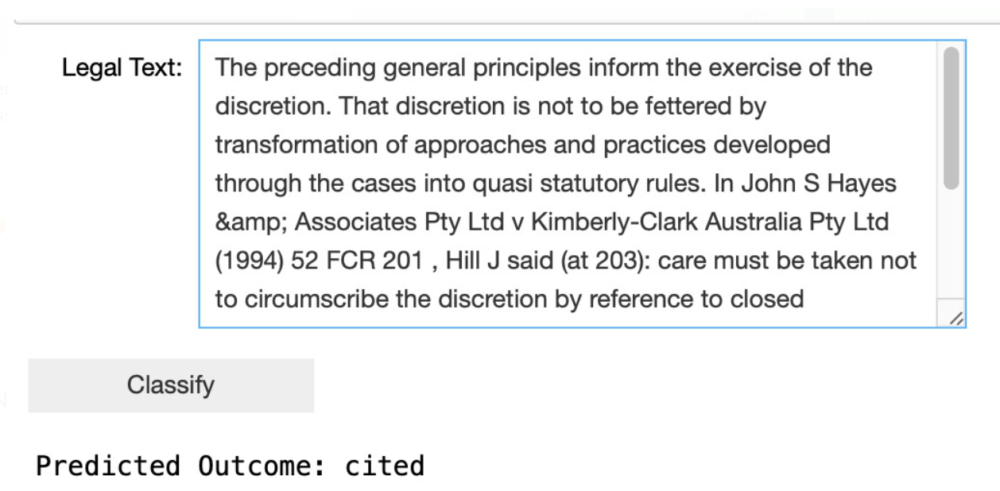 Legal Text:
The preceding general principles inform the exercise of the
discretion. That discretion is not to be fettered by
transformation of approaches and practices developed
through the cases into quasi statutory rules. In John S Hayes
&amp; Associates Pty Ltd v Kimberly-Clark Australia Pty Ltd
(1994) 52 FCR 201 , Hill J said (at 203): care must be taken not
to circumscribe the discretion by reference to closed
Classify
Predicted Outcome: cited